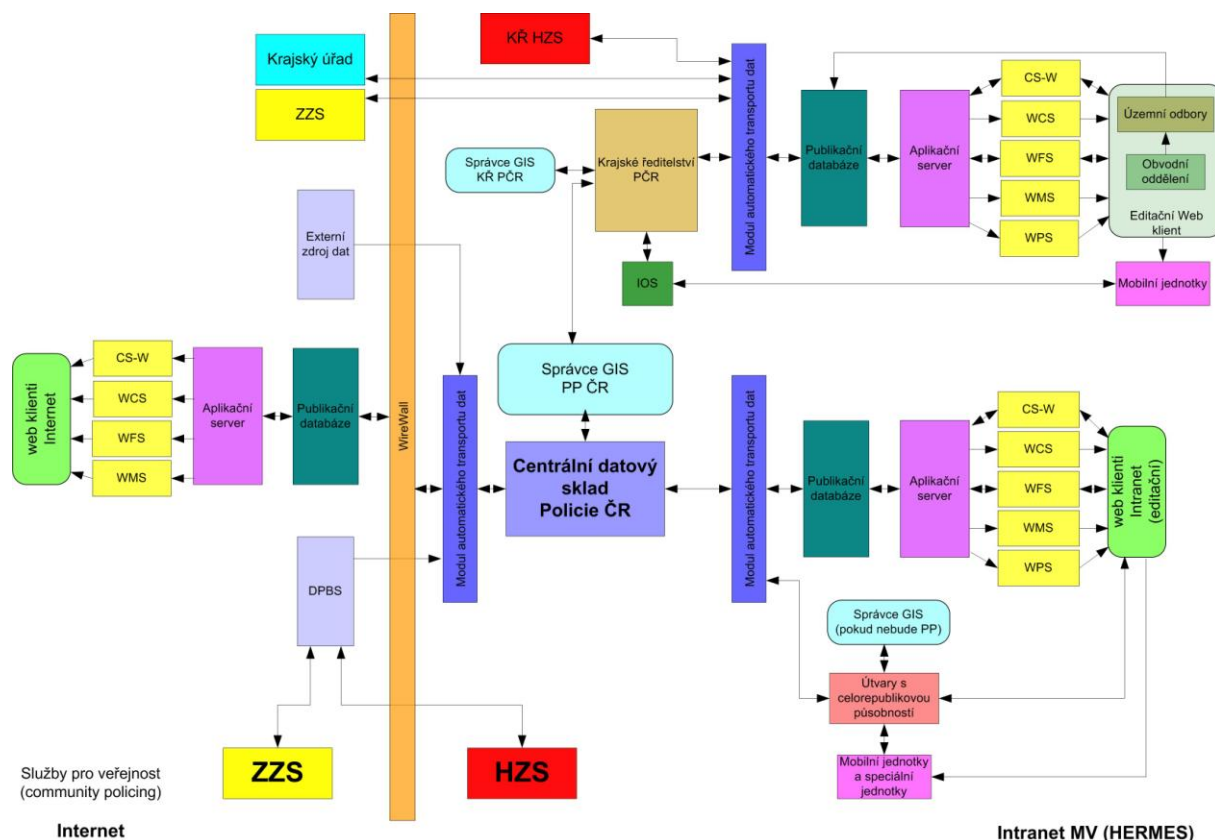 KŘ HZS
Krajský úřad
ZZS
Modul automatického transportu dat
Publikační
databáze
Aplikační
server
CS-W
WCS
WFS
WMS
WPS
Územní odbory
Obvodní
oddělení
Editační Web
klient
Mobilní jednotky
Správce GIS
KŘ PČR
Krajské ředitelství
PČR
IOS
Externí
zdroj dat
WireWall
web klienti
Internet
CS-W
WCS
WFS
WMS
Aplikační
server
Publikační
databáze
Modul automatického transportu dat
Správce GIS
PP ČR
Centrální datový
sklad
Policie ČR
Modul automatického transportu dat
Publikační
databáze
Aplikační
server
CS-W
WCS
WFS
WMS
WPS
web klienti
Intranet
(editační)
DPBS
Správce GIS
(pokud nebude PP)
Útvary s
celorepublikovou
působností
Mobilní jednotky
a speciální
jednotky
ZZS
HZS
Služby pro veřejnost
(community policing)
Internet
Intranet MV (HERMES)